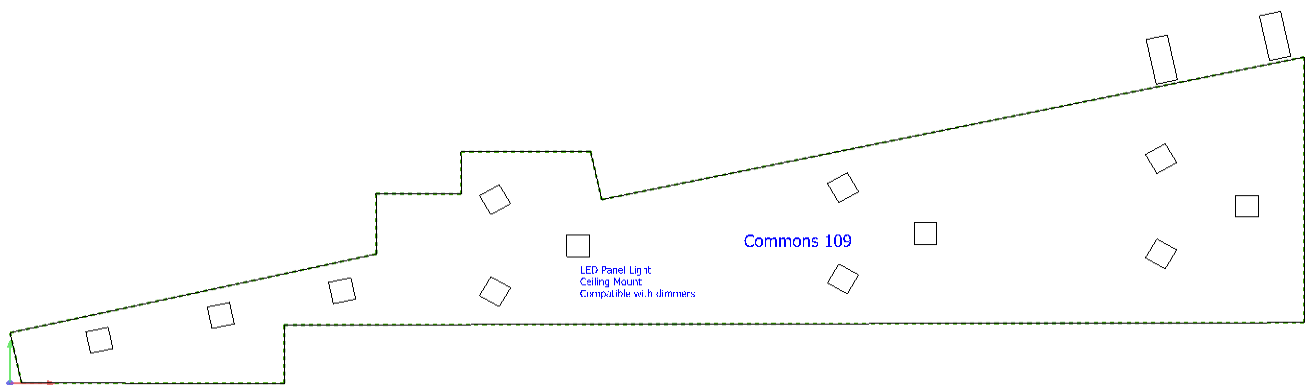 Commons 109
LED Panel Light
Ceiling Mount
Compatible with dimmers